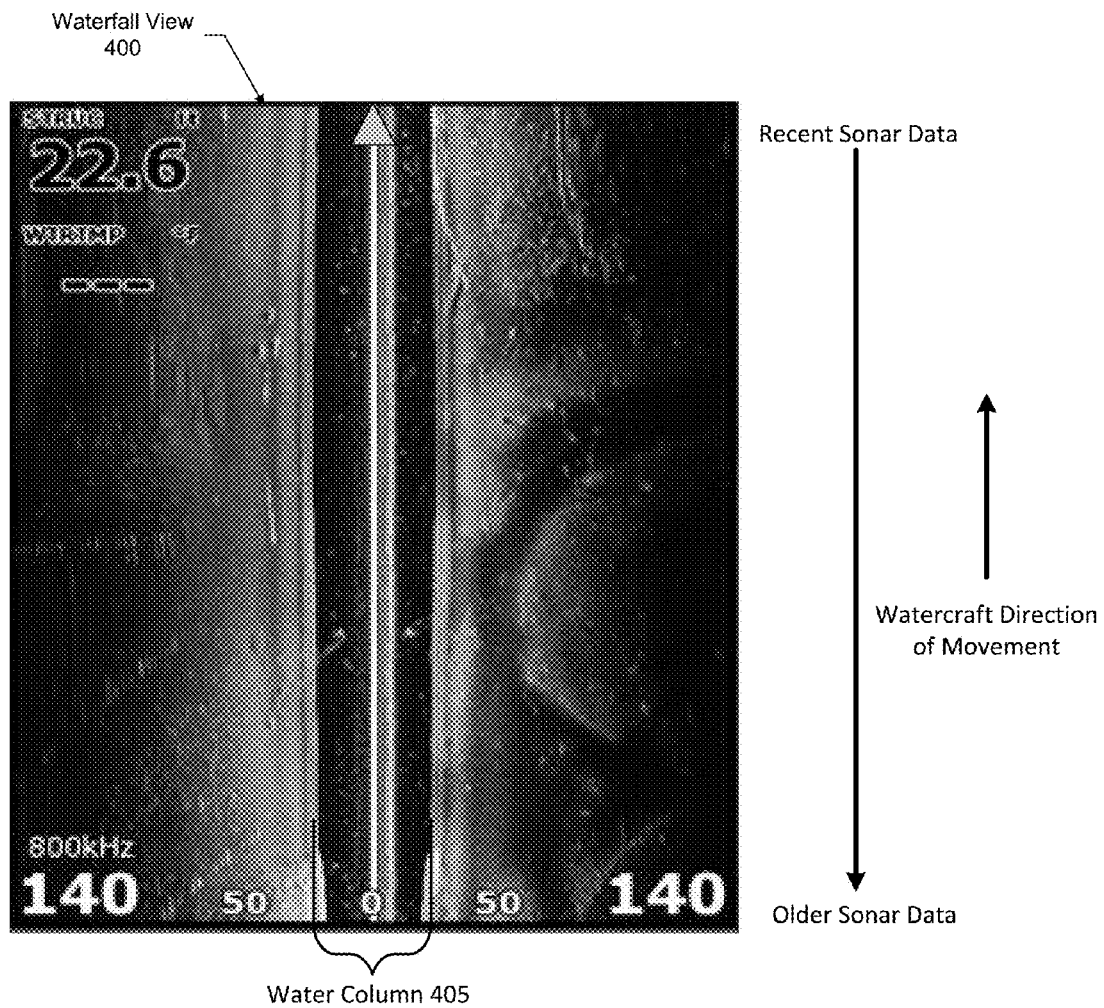 Waterfall View
400
Recent Sonar Data
22.6
WTRTMP °F
---
Watercraft Direction
of Movement
800kHz
140 50 0 50 140
Older Sonar Data
Water Column 405